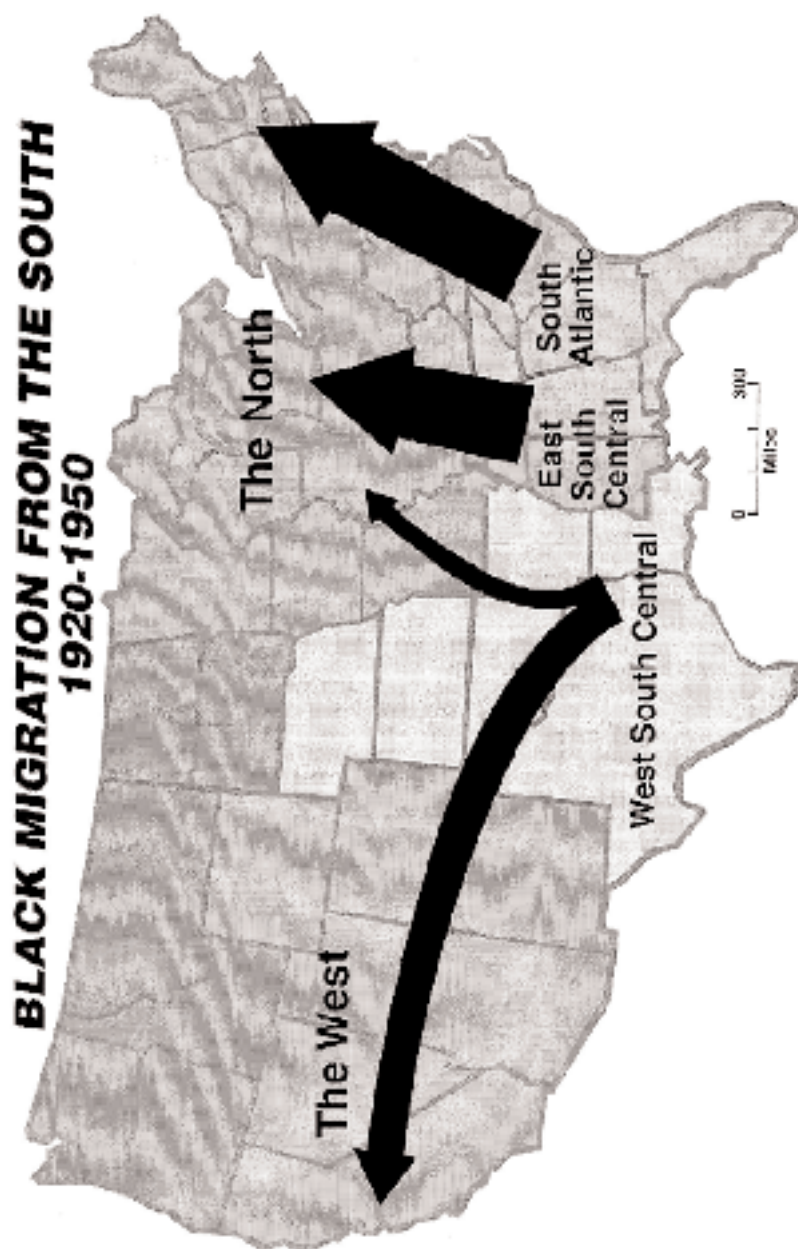 BLACK MIGRATION FROM THE SOUTH
1920-1950
The North
The West
South
Atlantic
East
South
Central
West South Central
0 300
Miles